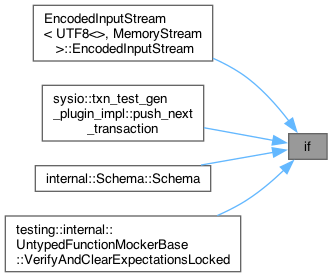 EncodedInputStream
< UTF8<>, MemoryStream
>::EncodedInputStream
sysio::txn_test_gen
_plugin_impl::push_next
_transaction
if
internal::Schema::Schema
testing::internal::
UntypedFunctionMockerBase
::VerifyAndClearExpectationsLocked